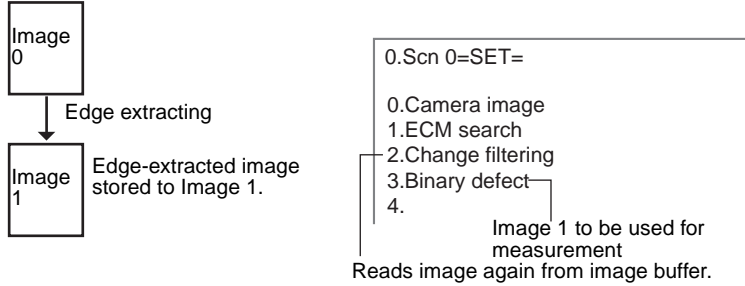 Image
0
Edge extracting
Image
1
Edge-extracted image
stored to Image 1.
0.Scn 0=SET=
0.Camera image
1.ECM search
2.Change filtering
3.Binary defect
4.
Image 1 to be used for
measurement
Reads image again from image buffer.